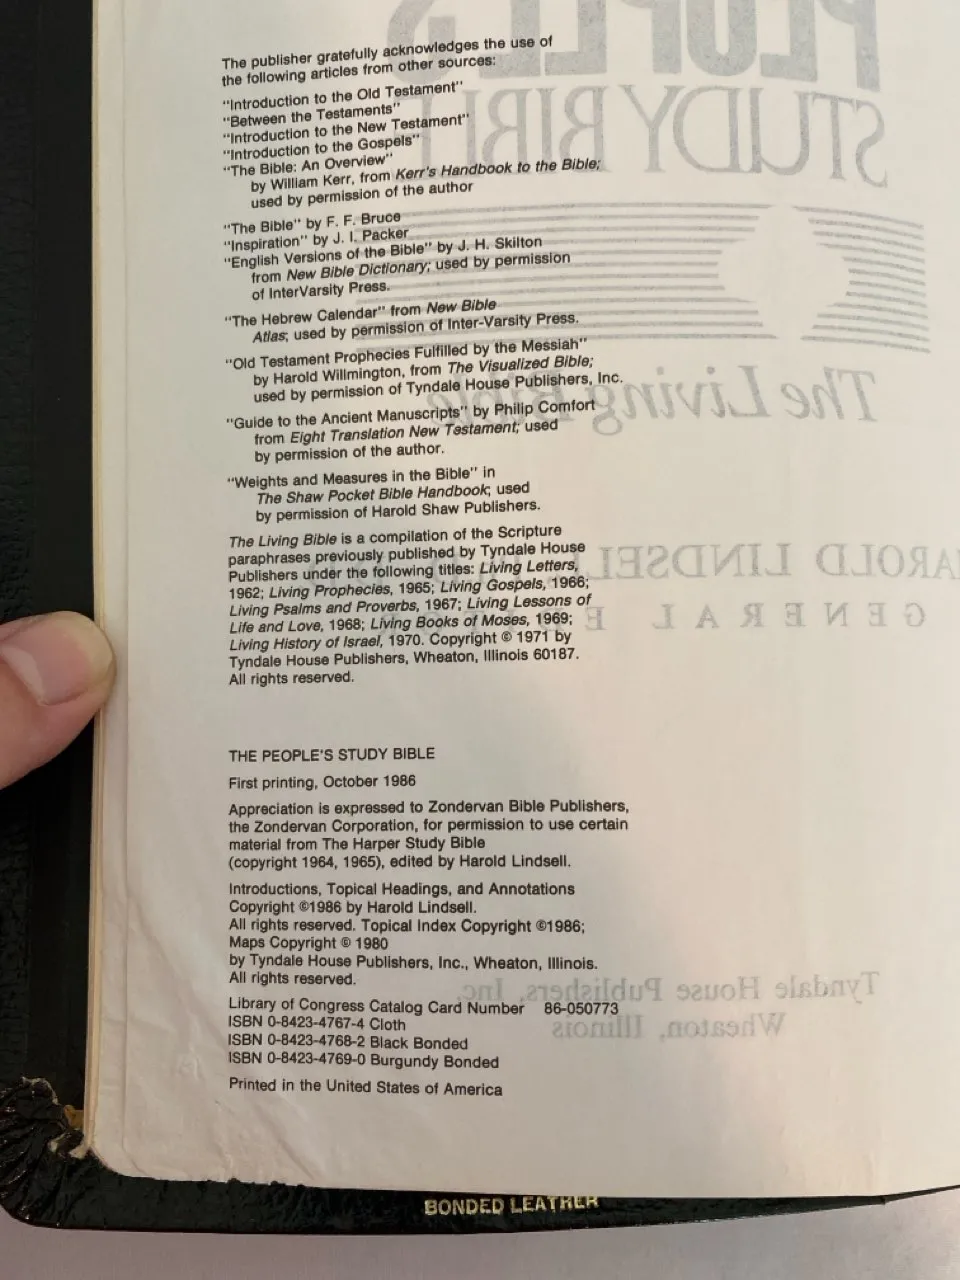 The publisher gratefully acknowledges the use of
the following articles from other sources:
"Introduction to the Old Testament"
"Between the Testaments"
"Introduction to the New Testament"
"Introduction to the Gospels"
"The Bible: An Overview"
by William Kerr, from Kerr's Handbook to the Bible;
used by permission of the author
"The Bible" by F. F. Bruce
"Inspiration" by J. I. Packer
"English Versions of the Bible" by J. H. Skilton
from New Bible Dictionary; used by permission
of InterVarsity Press.
"The Hebrew Calendar" from New Bible
Atlas; used by permission of Inter-Varsity Press.
"Old Testament Prophecies Fulfilled by the Messiah"
by Harold Willmington, from The Visualized Bible;
used by permission of Tyndale House Publishers, Inc.
"Guide to the Ancient Manuscripts" by Philip Comfort
from Eight Translation New Testament; used
by permission of the author.
"Weights and Measures in the Bible" in
The Shaw Pocket Bible Handbook; used
by permission of Harold Shaw Publishers.
The Living Bible is a compilation of the Scripture
paraphrases previously published by Tyndale House
Publishers under the following titles: Living Letters,
1962; Living Prophecies, 1965; Living Gospels, 1966;
Living Psalms and Proverbs, 1967; Living Lessons of
Life and Love, 1968; Living Books of Moses, 1969;
Living History of Israel, 1970. Copyright © 1971 by
Tyndale House Publishers, Wheaton, Illinois 60187.
All rights reserved.
THE PEOPLE'S STUDY BIBLE
First printing, October 1986
Appreciation is expressed to Zondervan Bible Publishers,
the Zondervan Corporation, for permission to use certain
material from The Harper Study Bible
(copyright 1964, 1965), edited by Harold Lindsell.
Introductions, Topical Headings, and Annotations
Copyright ©1986 by Harold Lindsell.
All rights reserved. Topical Index Copyright ©1986;
Maps Copyright © 1980
by Tyndale House Publishers, Inc., Wheaton, Illinois.
All rights reserved.
Library of Congress Catalog Card Number 86-050773
ISBN 0-8423-4767-4 Cloth
ISBN 0-8423-4768-2 Black Bonded
ISBN 0-8423-4769-0 Burgundy Bonded
Printed in the United States of America
BONDED LEATHER